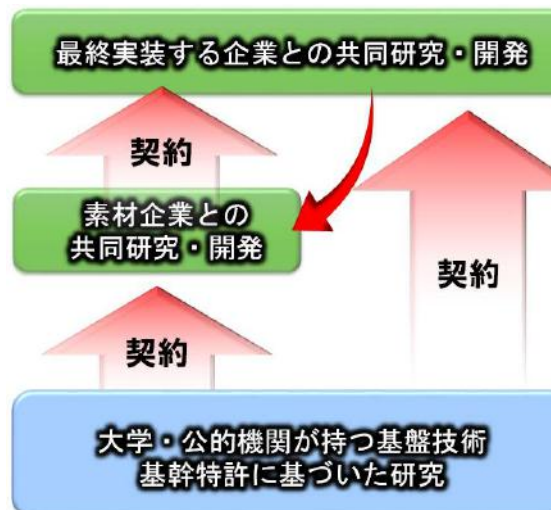 最終実装する企業との共同研究・開発
契約
素材企業との
共同研究・開発
契約
契約
大学・公的機関が持つ基盤技術
基幹特許に基づいた研究